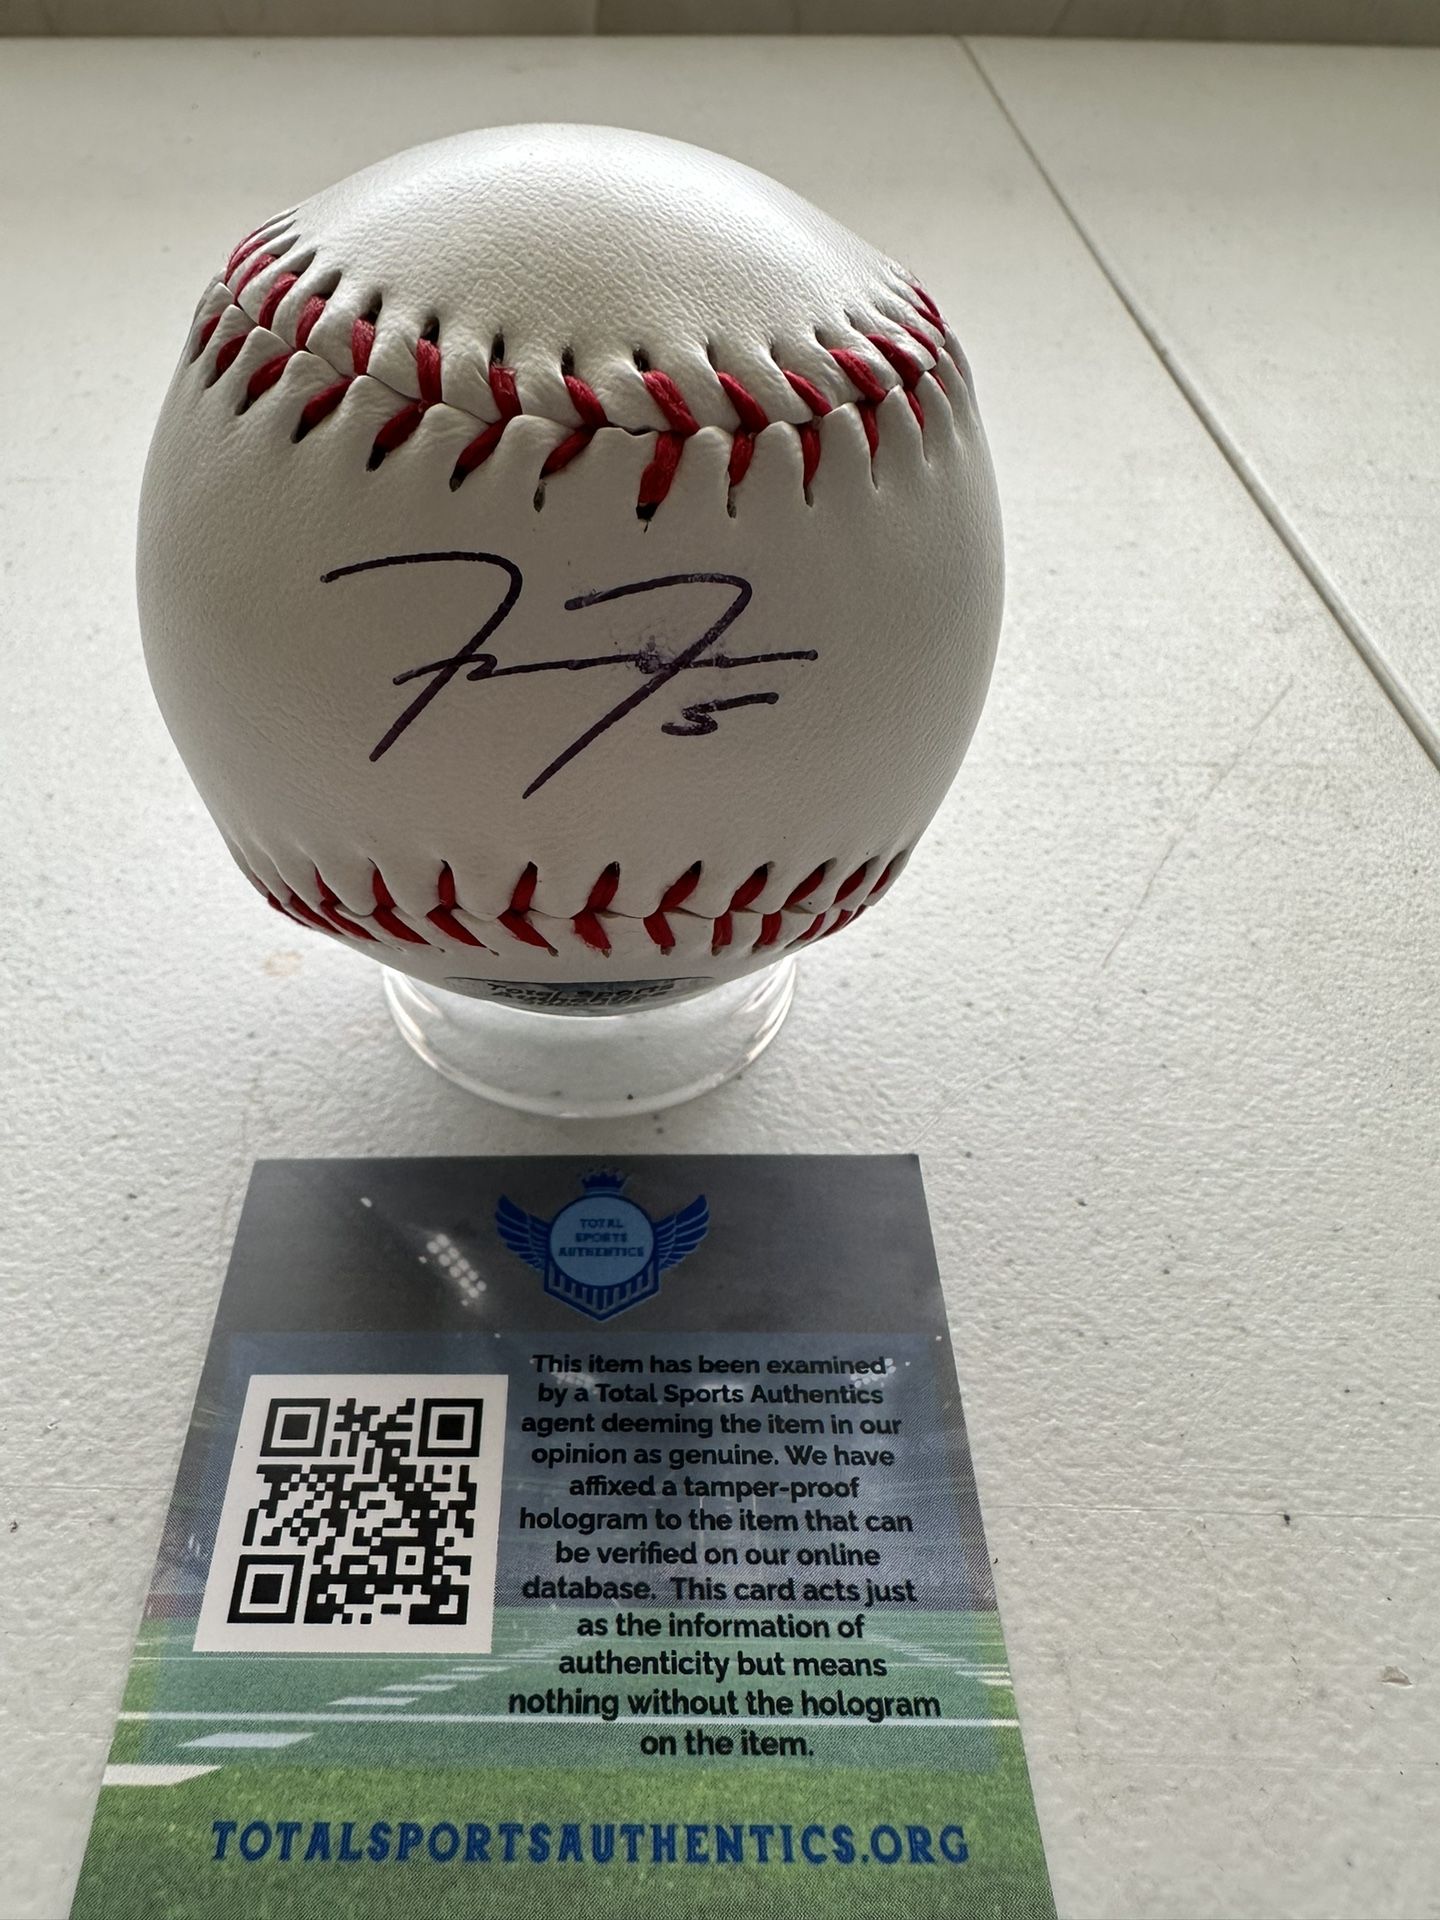 5
Total Sports
Authentics
TOTAL
SPORTS
AUTHENTICS
This item has been examined
by a Total Sports Authentics
agent deeming the item in our
opinion as genuine. We have
affixed a tamper-proof
hologram to the item that can
be verified on our online
database. This card acts just
as the information of
authenticity but means
nothing without the hologram
on the item.
TOTALSPORTSAUTHENTICS.ORG